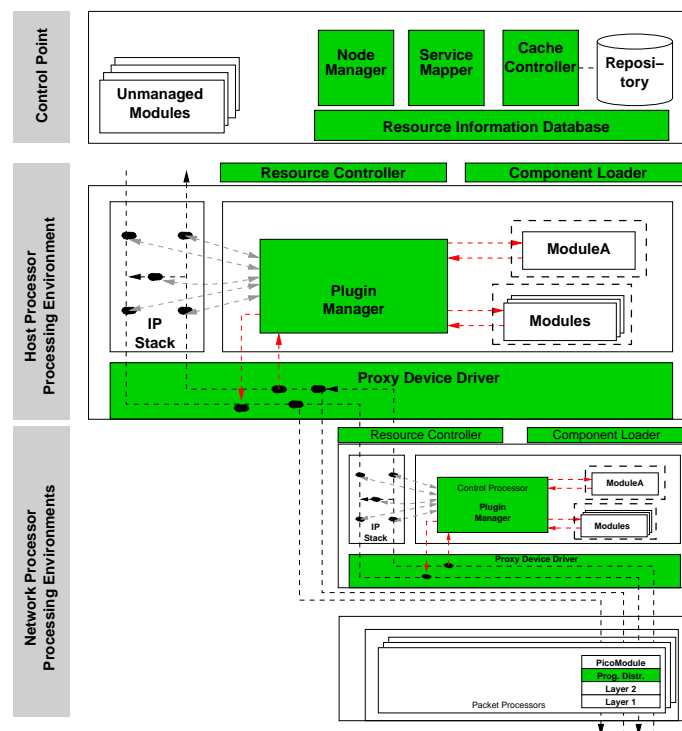 Control Point
Unmanaged
Modules
Node
Manager
Service
Mapper
Cache
Controller
Reposi–
tory
Resource Information Database
Host Processor
Processing Environment
Resource Controller
Component Loader
IP
Stack
Plugin
Manager
ModuleA
Modules
Proxy Device Driver
Network Processor
Processing Environments
Resource Controller
Component Loader
IP
Stack
Control Processor
Plugin
Manager
ModuleA
Modules
Proxy Device Driver
PicoModule
Prog. Distr.
Layer 2
Layer 1
Packet Processors